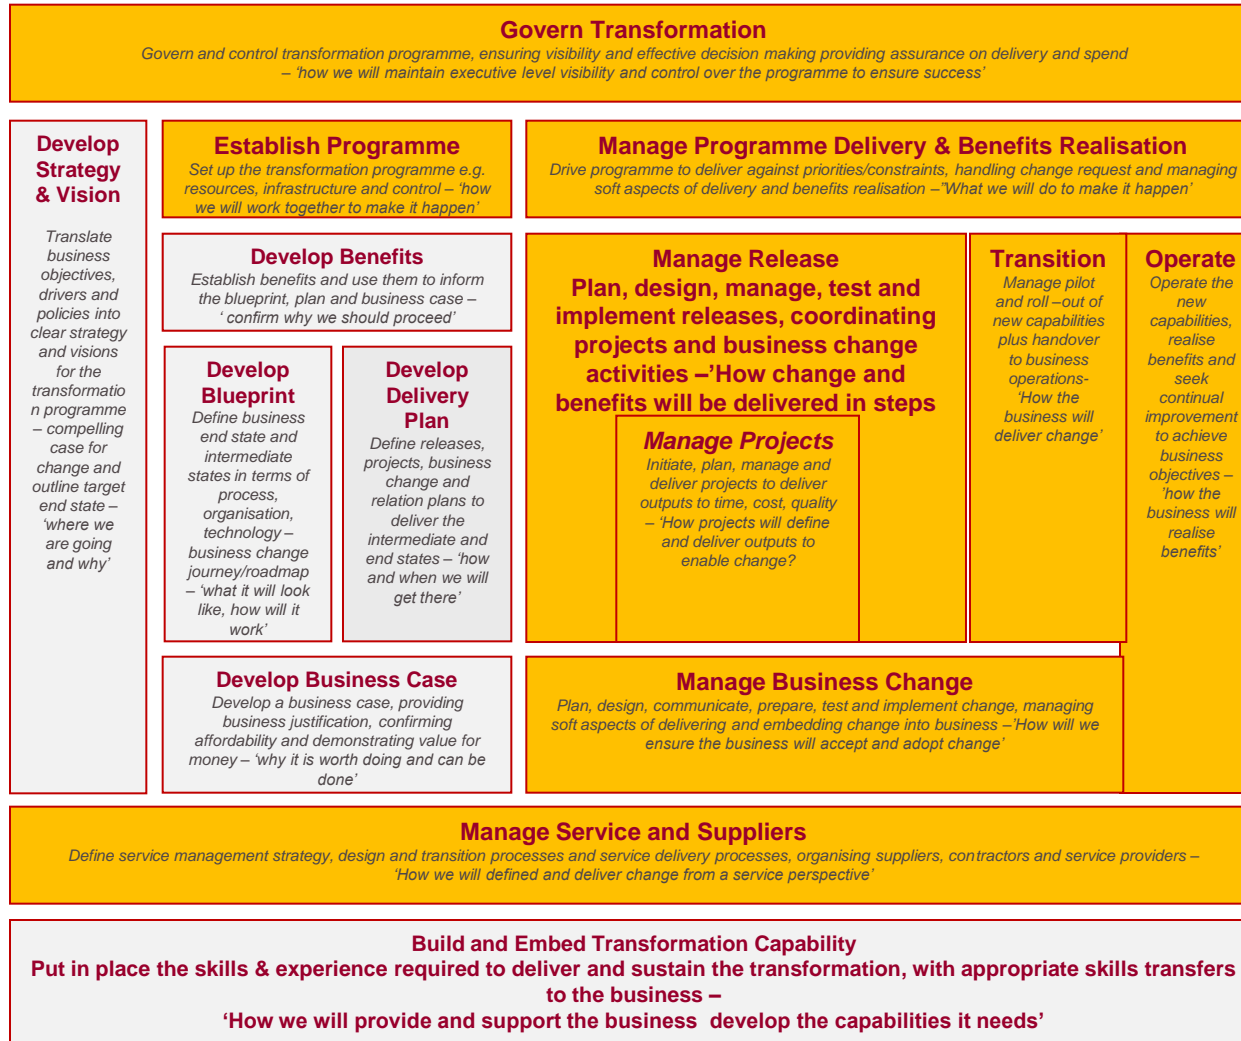 Govern Transformation
Govern and control transformation programme, ensuring visibility and effective decision making providing assurance on delivery and spend
– ‘how we will maintain executive level visibility and control over the programme to ensure success’
Develop
Strategy
& Vision
Translate
business
objectives,
drivers and
policies into
clear strategy
and visions
for the
transformatio
n programme
– compelling
case for
change and
outline target
end state –
‘where we
are going
and why’
Establish Programme
Set up the transformation programme e.g.
resources, infrastructure and control – ‘how
we will work together to make it happen’
Manage Programme Delivery & Benefits Realisation
Drive programme to deliver against priorities/constraints, handling change request and managing
soft aspects of delivery and benefits realisation –”What we will do to make it happen’
Develop Benefits
Establish benefits and use them to inform
the blueprint, plan and business case –
‘ confirm why we should proceed’
Develop
Blueprint
Define business
end state and
intermediate
states in terms of
process,
organisation,
technology –
business change
journey/roadmap
– ‘what it will look
like, how will it
work’
Develop
Delivery
Plan
Define releases,
projects, business
change and
relation plans to
deliver the
intermediate and
end states – ‘how
and when we will
get there’
Manage Release
Plan, design, manage, test and
implement releases, coordinating
projects and business change
activities –’How change and
benefits will be delivered in steps
Manage Projects
Initiate, plan, manage and
deliver projects to deliver
outputs to time, cost, quality
– ‘How projects will define
and deliver outputs to
enable change?
Transition
Manage pilot
and roll –out of
new capabilities
plus handover
to business
operations-
‘How the
business will
deliver change’
Operate
Operate the
new
capabilities,
realise
benefits and
seek
continual
improvement
to achieve
business
objectives –
’how the
business will
realise
benefits’
Develop Business Case
Develop a business case, providing
business justification, confirming
affordability and demonstrating value for
money – ‘why it is worth doing and can be
done’
Manage Business Change
Plan, design, communicate, prepare, test and implement change, managing
soft aspects of delivering and embedding change into business –’How will we
ensure the business will accept and adopt change’
Manage Service and Suppliers
Define service management strategy, design and transition processes and service delivery processes, organising suppliers, contractors and service providers –
‘How we will defined and deliver change from a service perspective’
Build and Embed Transformation Capability
Put in place the skills & experience required to deliver and sustain the transformation, with appropriate skills transfers
to the business –
‘How we will provide and support the business develop the capabilities it needs’